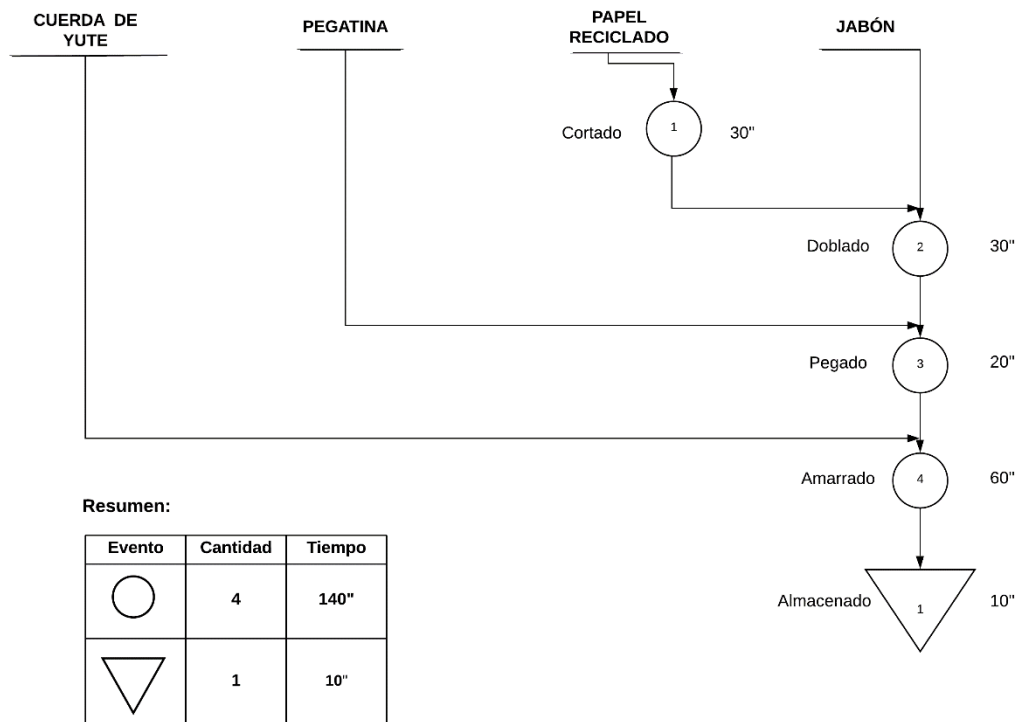 CUERDA DE
YUTE
PEGATINA
PAPEL
RECICLADO
JABÓN
Cortado 1 30"
Doblado 2 30"
Pegado 3 20"
Amarrado 4 60"
Almacenado 1 10"
Resumen:
Evento Cantidad Tiempo
4 140"
1 10"